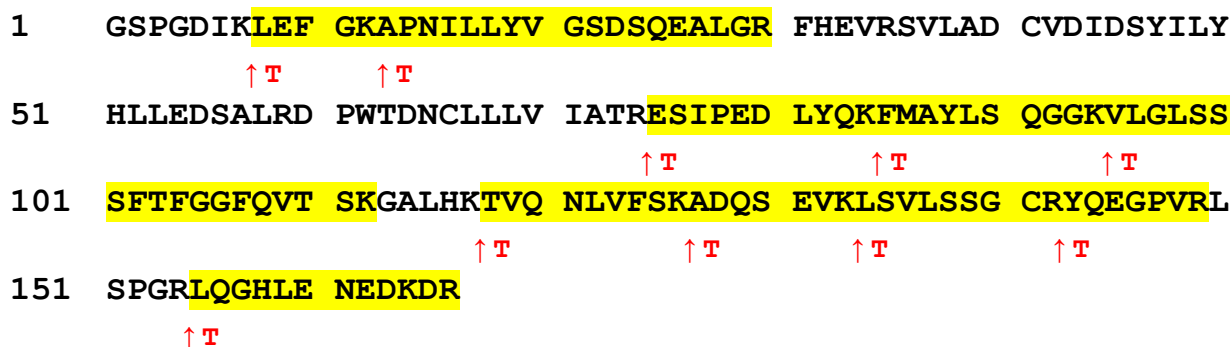 1 GSPGDIKLEF GKAPNILLYV GSDSQEALGR FHEVRSVLAD CVDIDSYILY
↑T ↑T
51 HLLEDSALRD PWTDNCLLLV IATRESIPED LYQKFMAYLS QGGKVLGLSS
↑T ↑T ↑T
101 SFTFGGFQVT SKGALHKTVQ NLVFSKADQS EVKLSVLSSG CRYQEGPVRL
↑T ↑T ↑T ↑T
151 SPGRLQGHLE NEDKDR
↑T